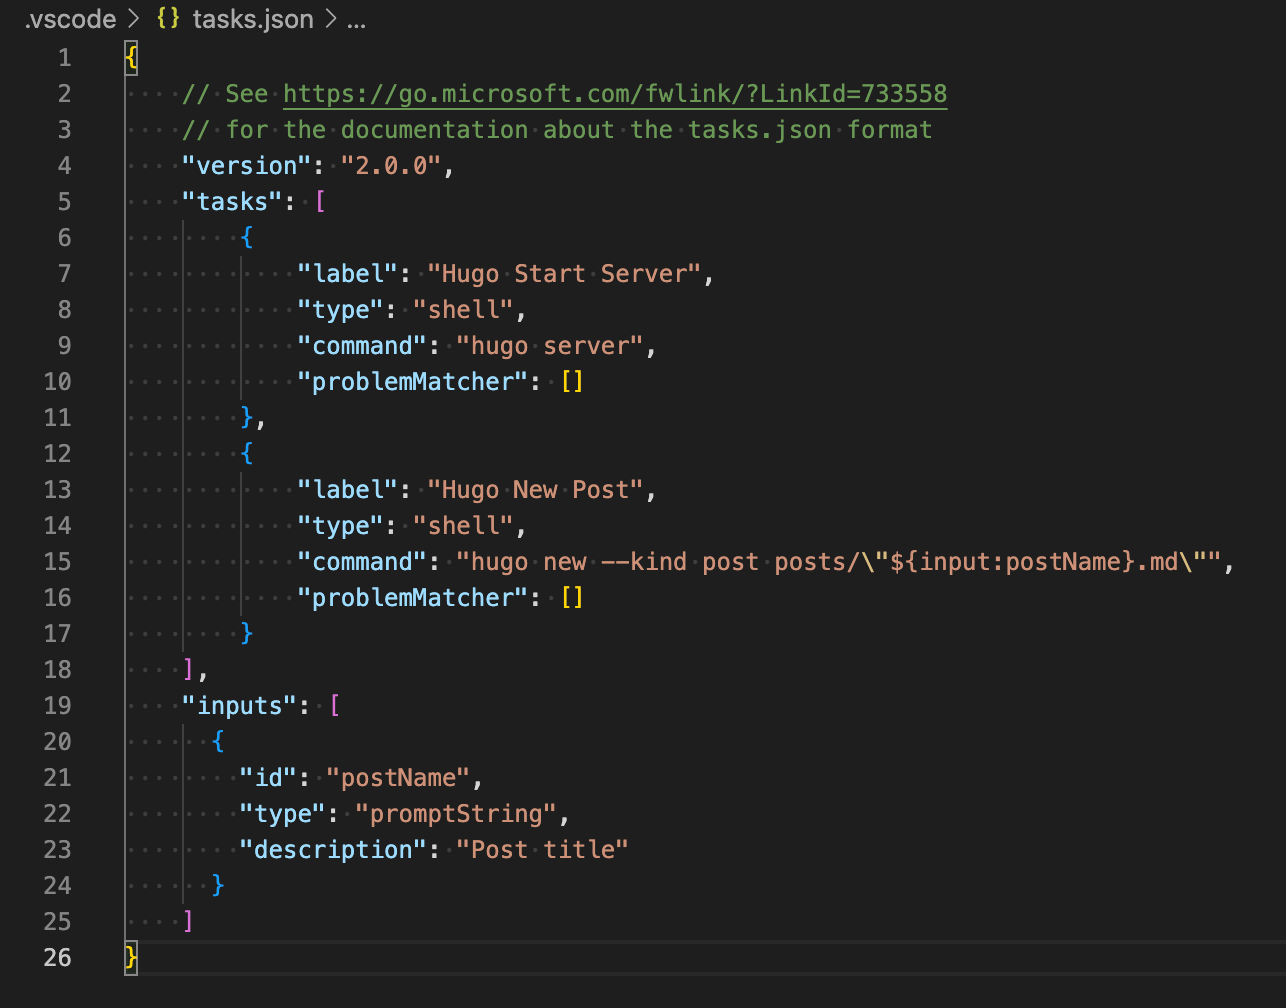 .vscode > {} tasks.json > ...
1 {
2     // See https://go.microsoft.com/fwlink/?LinkId=733558
3     // for the documentation about the tasks.json format
4     "version": "2.0.0",
5     "tasks": [
6         {
7             "label": "Hugo Start Server",
8             "type": "shell",
9             "command": "hugo server",
10             "problemMatcher": []
11         },
12         {
13             "label": "Hugo New Post",
14             "type": "shell",
15             "command": "hugo new --kind post posts/\"${input:postName}.md\"",
16             "problemMatcher": []
17         }
18     ],
19     "inputs": [
20       {
21         "id": "postName",
22         "type": "promptString",
23         "description": "Post title"
24       }
25     ]
26 }